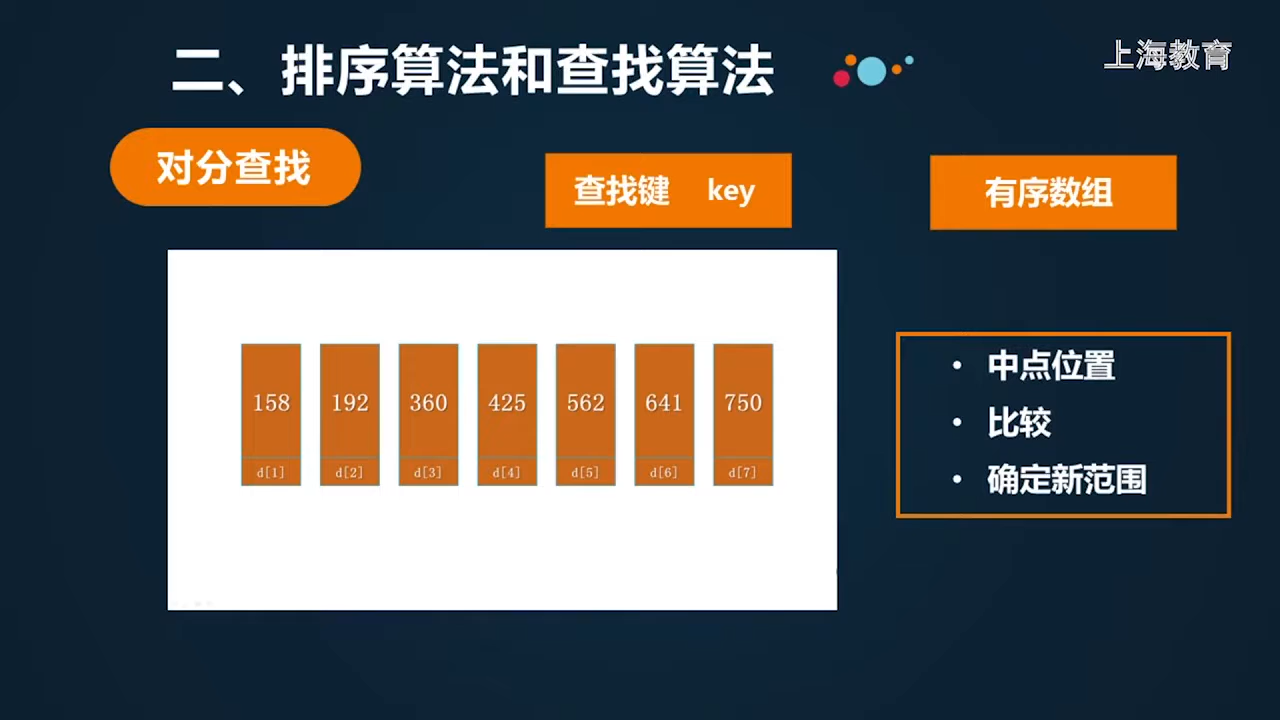 二、排序算法和查找算法
上海教育
对分查找
查找键 key
有序数组
158 192 360 425 562 641 750
d[1] d[2] d[3] d[4] d[5] d[6] d[7]
• 中点位置
• 比较
• 确定新范围